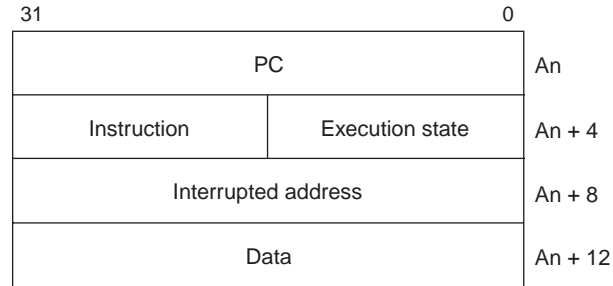 31 0
PC An
Instruction Execution state An + 4
Interrupted address An + 8
Data An + 12